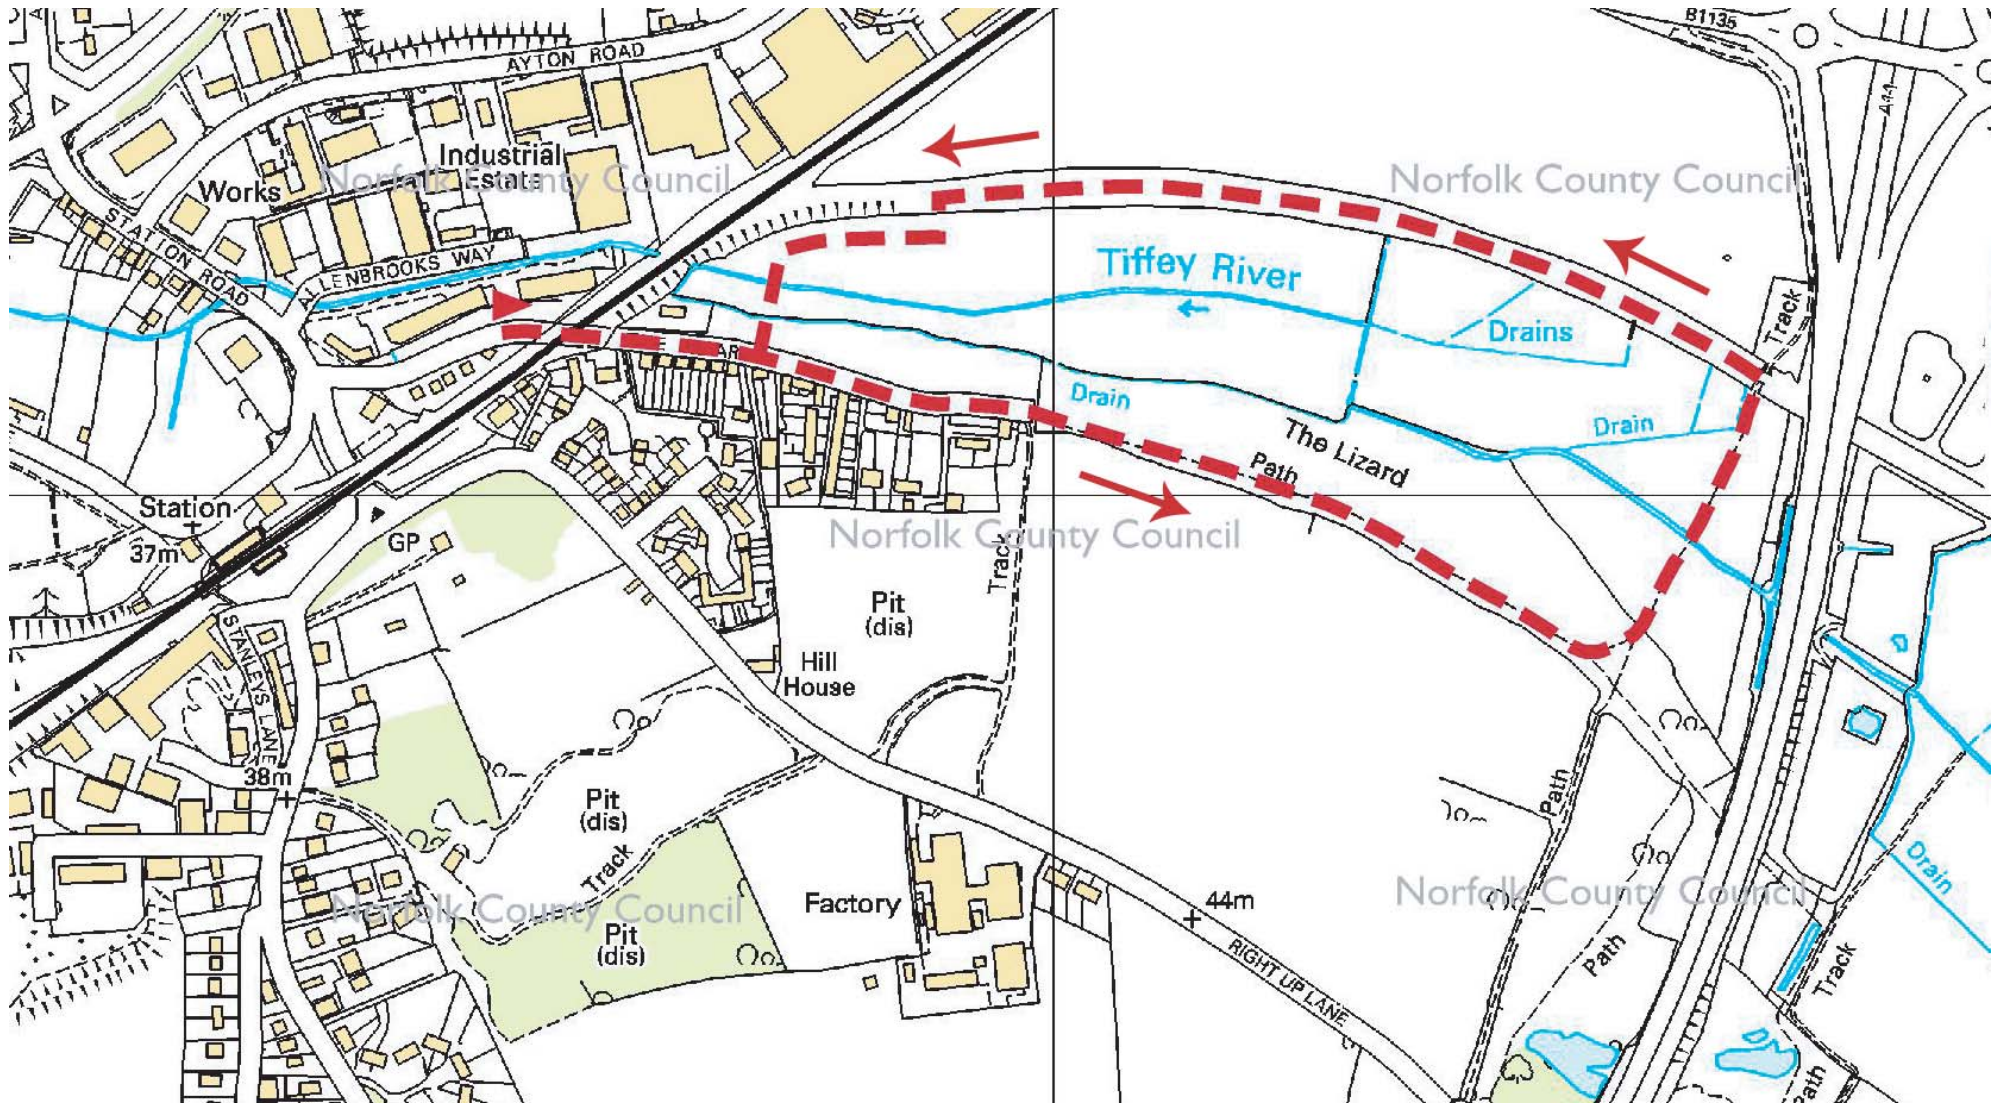 B1135
AYTON ROAD
A11
Industrial
Estate
Norfolk County Council
Norfolk County Council
Works
STATION ROAD
ALLENBROOKS WAY
Tiffey River
Track
Drains
Drain
Drain
The Lizard
Path
Station
37m
GP
Norfolk County Council
Track
Pit
(dis)
STANLEYS LANE
Hill
House
38m
Path
Pit
(dis)
Track
Drain
Factory
Norfolk County Council
Norfolk County Council
44m
Pit
(dis)
RIGHT UP LANE
Path
Track
Path